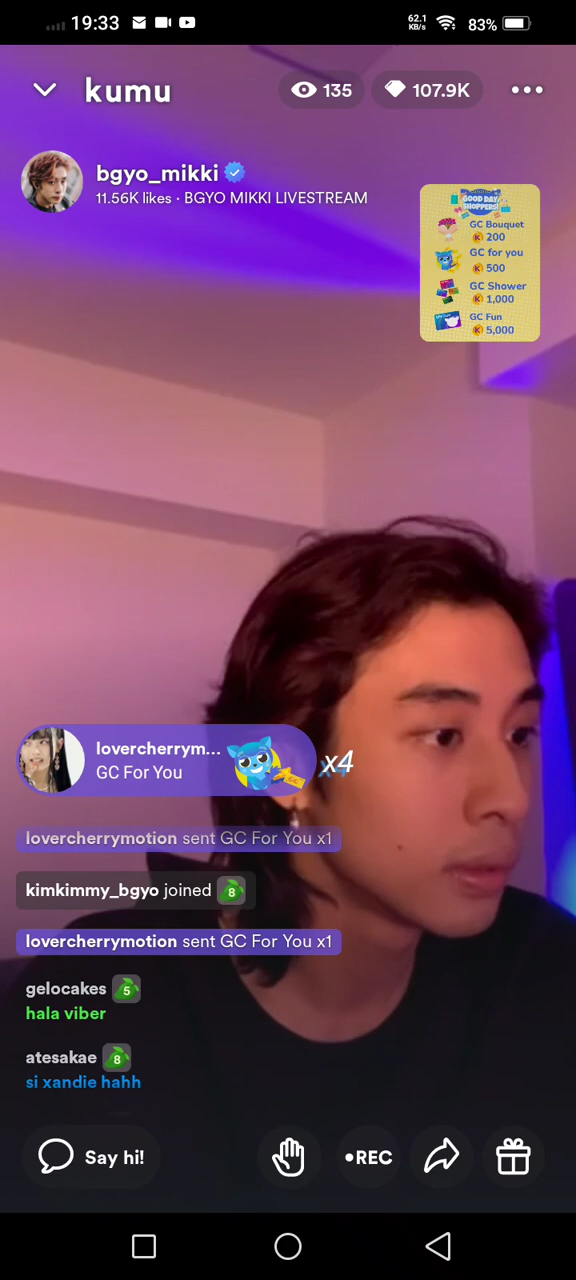 19:33
62.1
KB/s
83%
kumu
135
107.9K
bgyo_mikki
11.56K likes · BGYO MIKKI LIVESTREAM
GOOD DAY
SHOPPERS!
GC Bouquet
K 200
GC for you
K 500
GC Shower
K 1,000
GC Fun
K 5,000
lovercherrym...
GC For You
x4
lovercherrymotion sent GC For You x1
kimkimmy_bgyo joined 8
lovercherrymotion sent GC For You x1
gelocakes 5
hala viber
atesakae 8
si xandie hahh
Say hi!
•REC